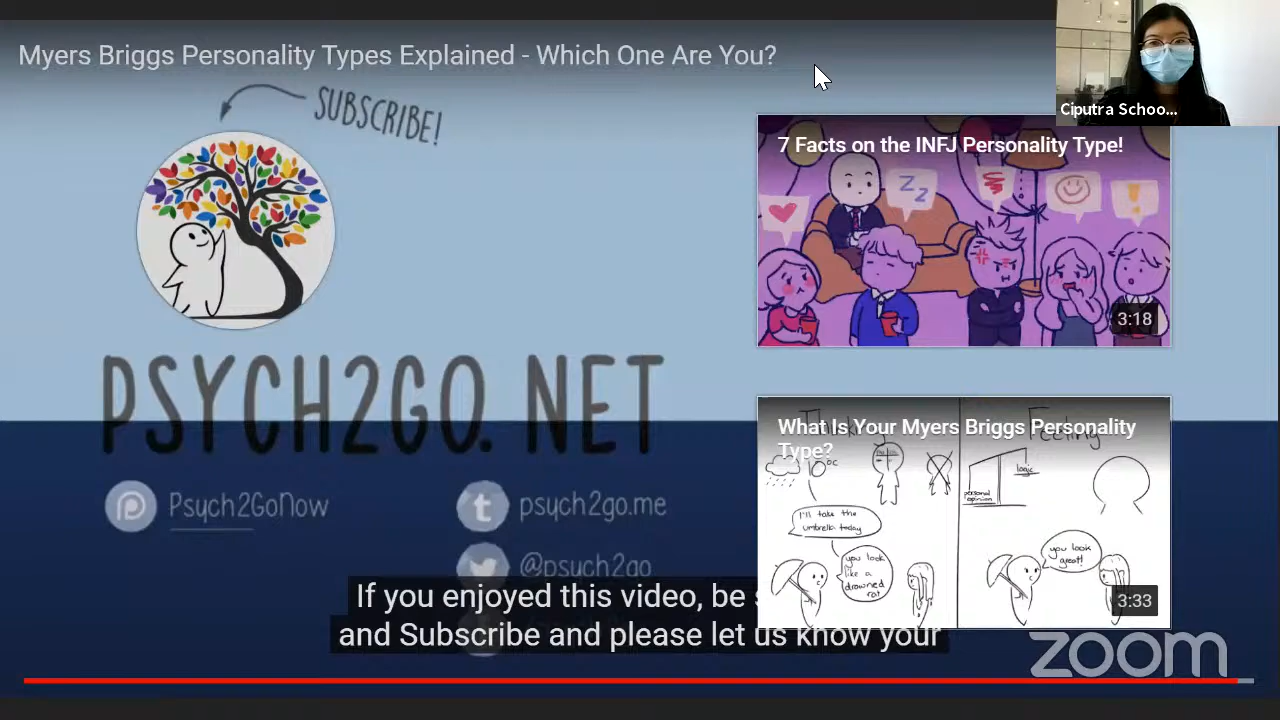 Myers Briggs Personality Types Explained - Which One Are You?
SUBSCRIBE!
Ciputra Schoo...
7 Facts on the INFJ Personality Type!
3:18
PSYCH2GO.NET
Psych2GoNow
psych2go.me
@psych2go
What Is Your Myers Briggs Personality
Type?
Feeling
10°C
logic
personal
opinion
I'll take the
umbrella today
you look
like a
drowned
rat
you look
great!
3:33
If you enjoyed this video, be
and Subscribe and please let us know your
zoom